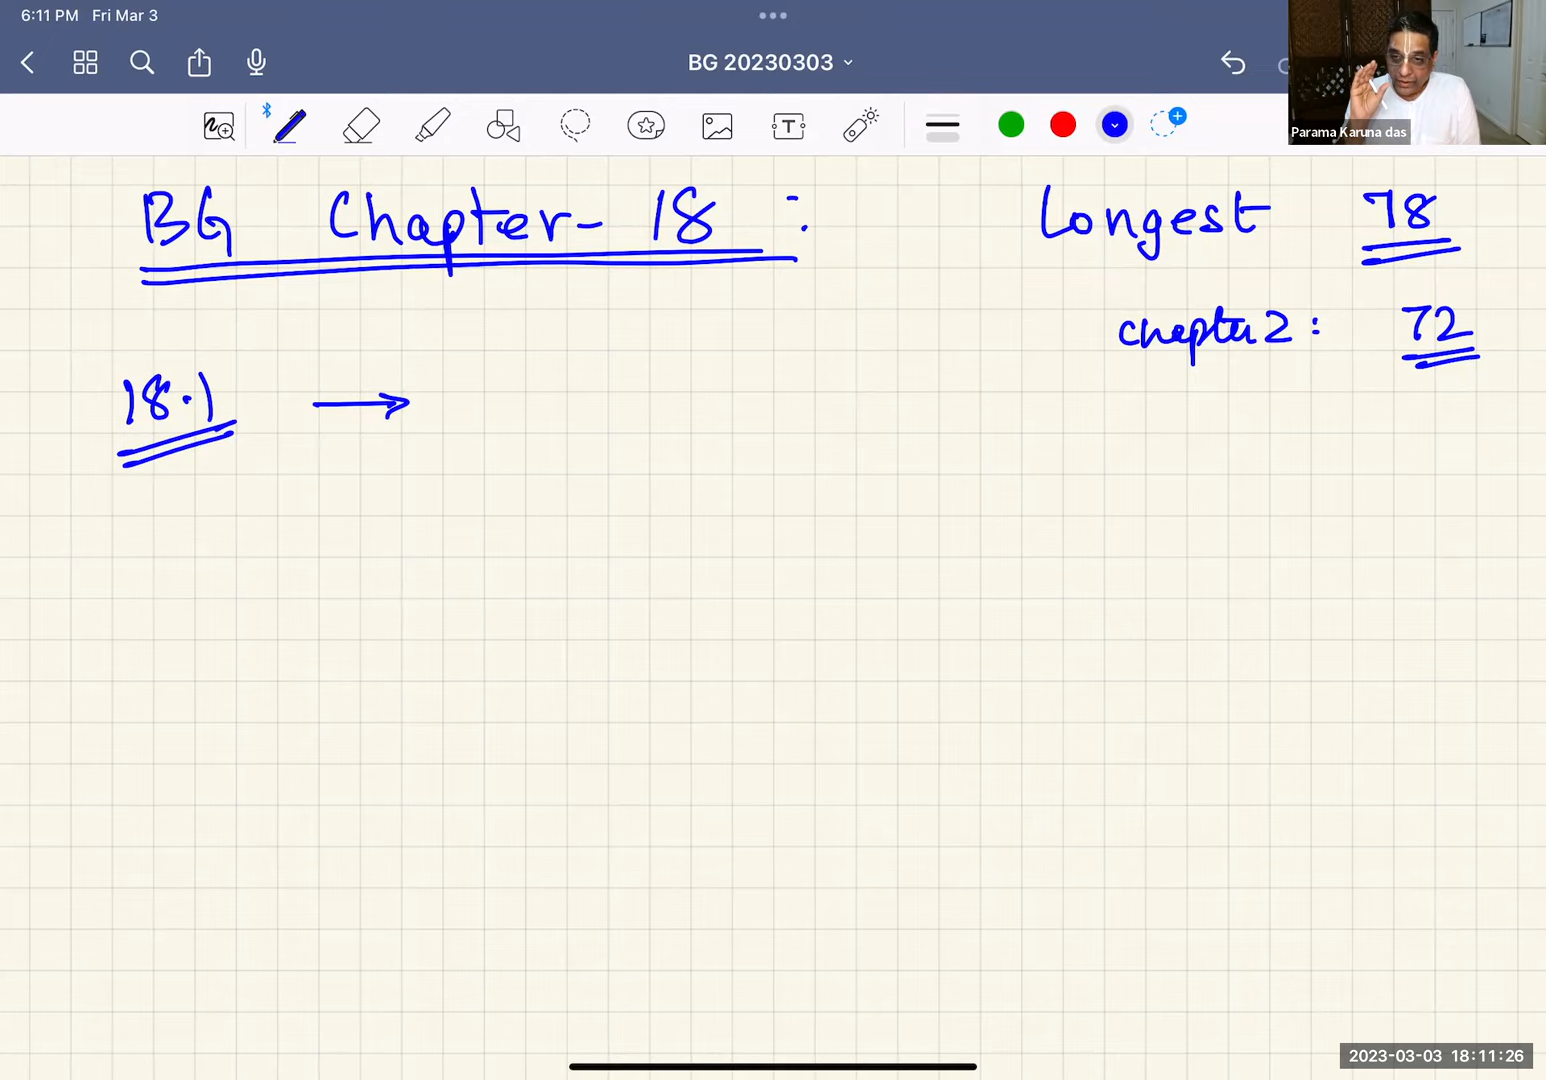 6:11 PM Fri Mar 3
BG 20230303
T
Parama Karuna das
BG Chapter- 18 : Longest 78
chapter 2 : 72
18.1 →
2023-03-03 18:11:26